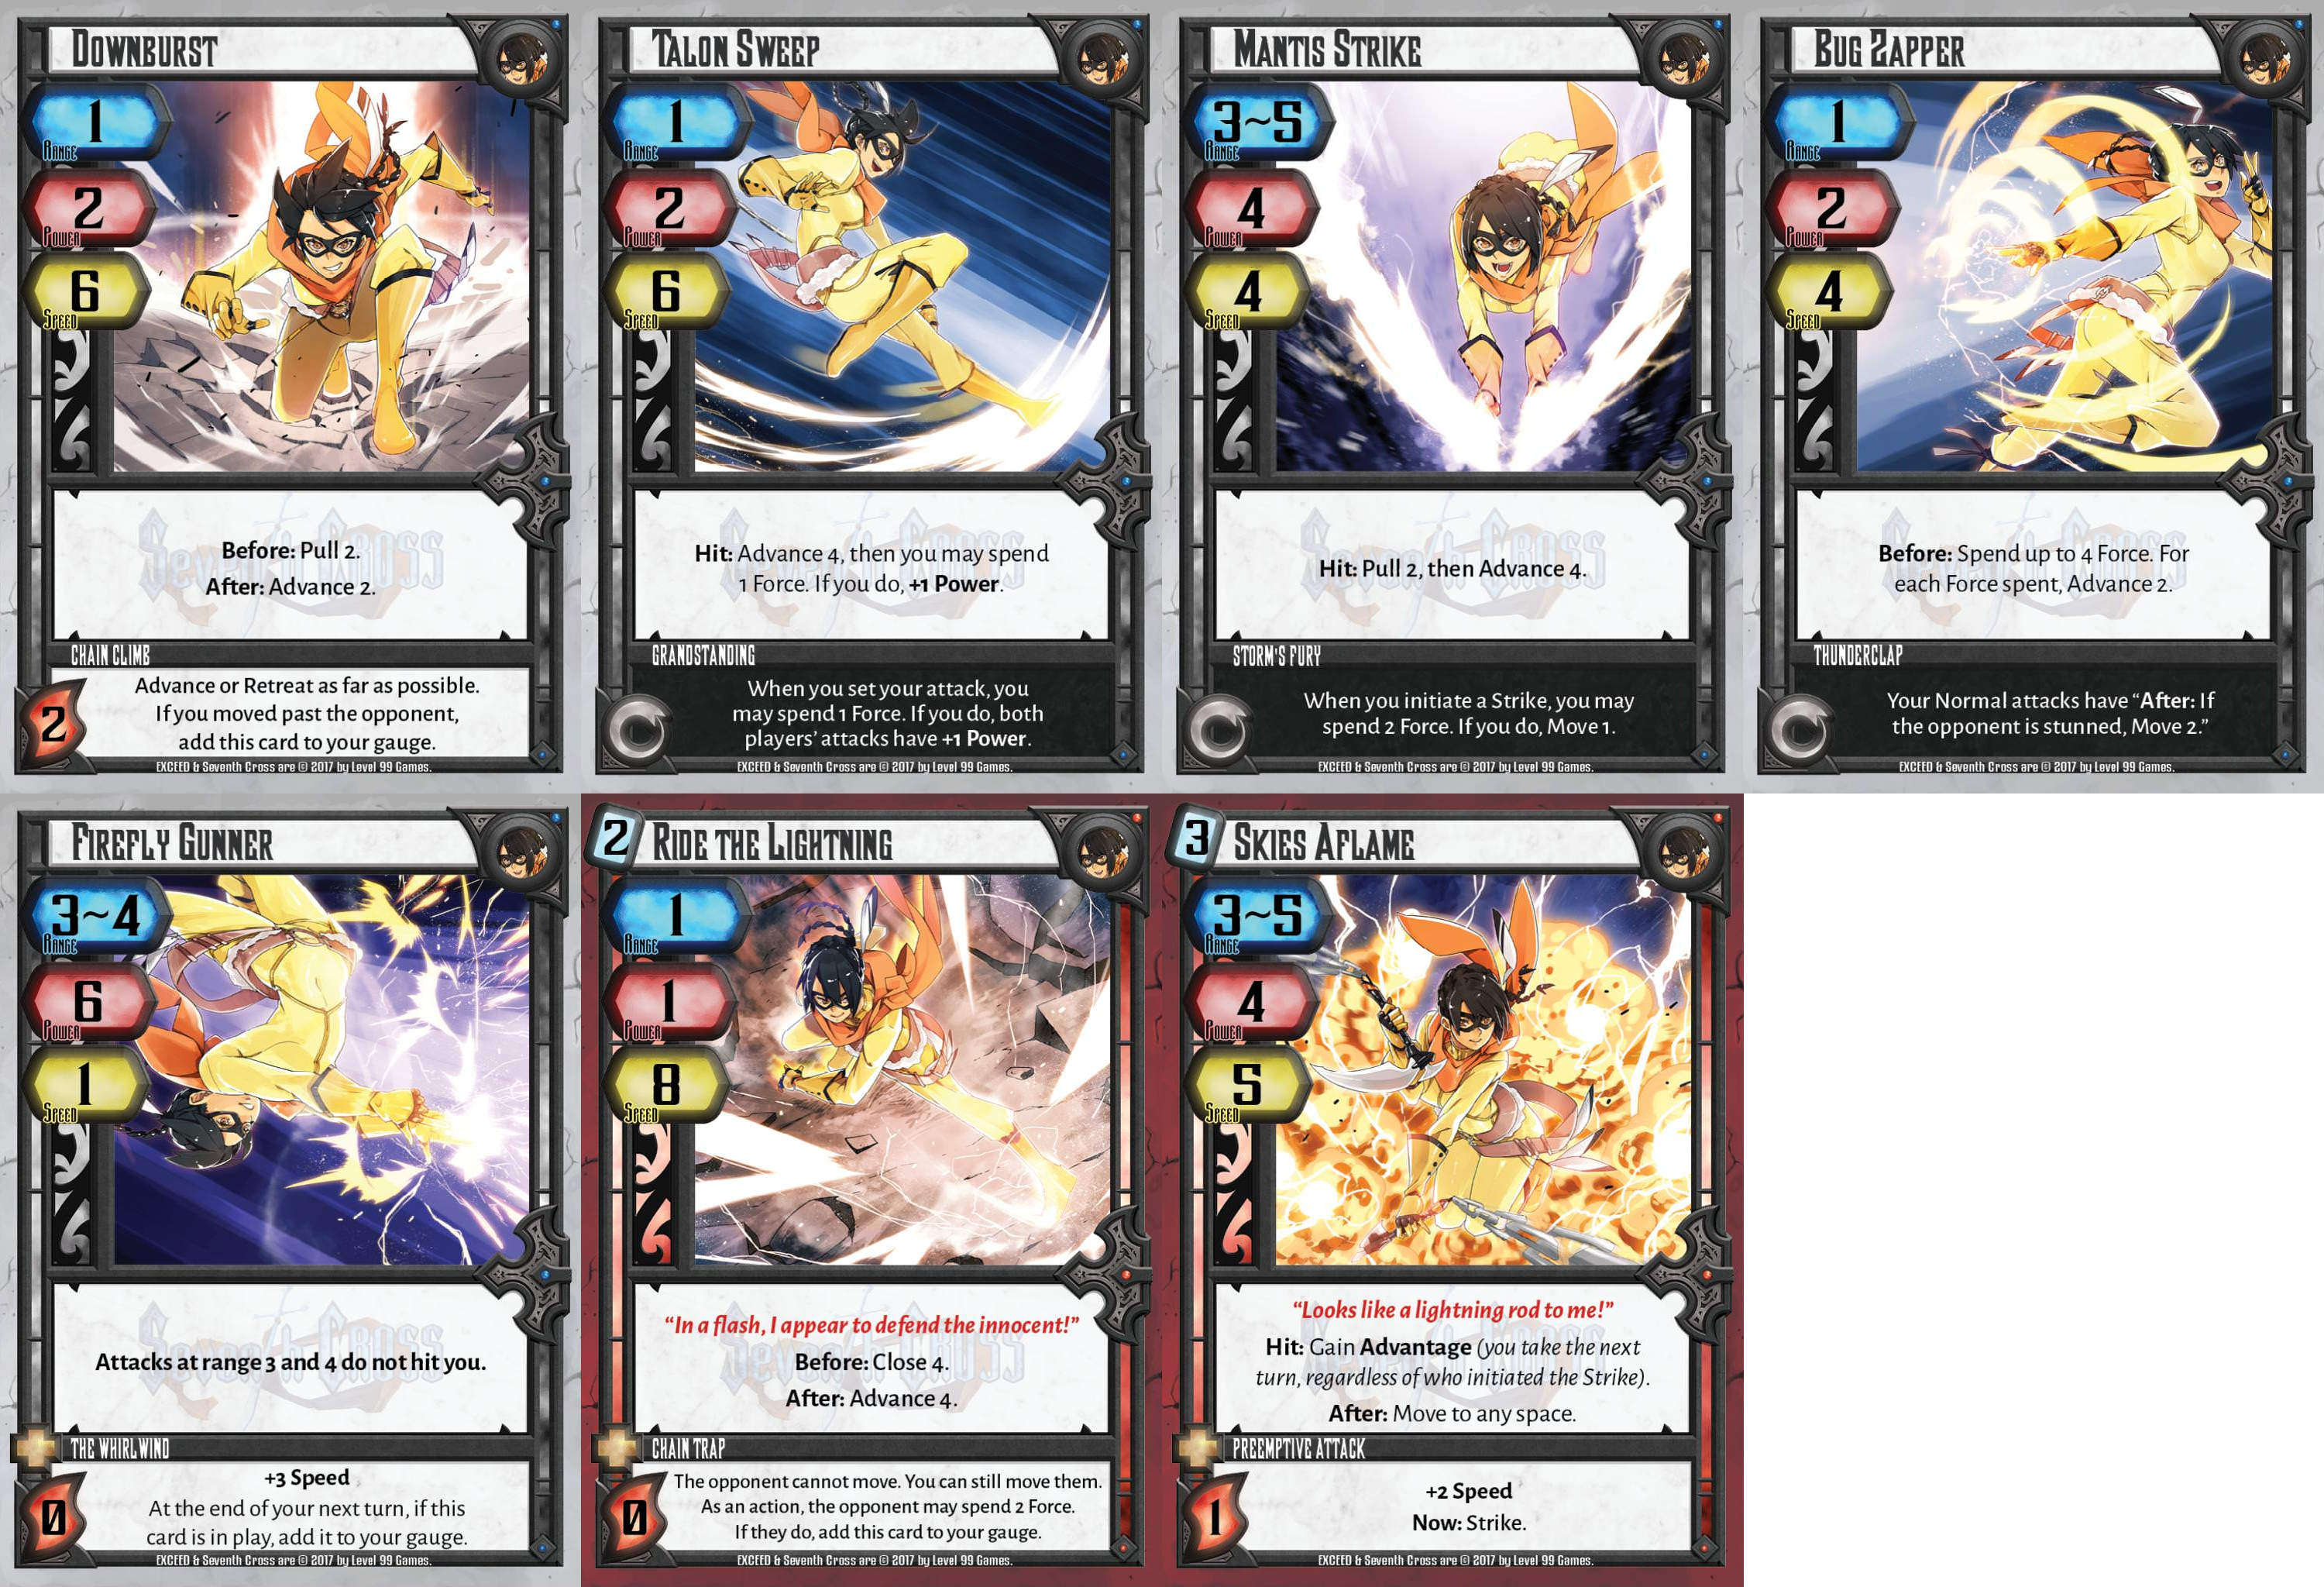 DOWNBURST
1
RANGE
2
POWER
6
SPEED
Seventh Cross
Before: Pull 2.
After: Advance 2.
CHAIN CLIMB
2
Advance or Retreat as far as possible.
If you moved past the opponent,
add this card to your gauge.
EXCEED & Seventh Cross are © 2017 by Level 99 Games.
TALON SWEEP
1
RANGE
2
POWER
6
SPEED
Seventh Cross
Hit: Advance 4, then you may spend
1 Force. If you do, +1 Power.
GRANDSTANDING
When you set your attack, you
may spend 1 Force. If you do, both
players' attacks have +1 Power.
EXCEED & Seventh Cross are © 2017 by Level 99 Games.
MANTIS STRIKE
3~5
RANGE
4
POWER
4
SPEED
Seventh Cross
Hit: Pull 2, then Advance 4.
STORM'S FURY
When you initiate a Strike, you may
spend 2 Force. If you do, Move 1.
EXCEED & Seventh Cross are © 2017 by Level 99 Games.
BUG ZAPPER
1
RANGE
2
POWER
4
SPEED
Seventh Cross
Before: Spend up to 4 Force. For
each Force spent, Advance 2.
THUNDERCLAP
Your Normal attacks have “After: If
the opponent is stunned, Move 2.”
EXCEED & Seventh Cross are © 2017 by Level 99 Games.
FIREFLY GUNNER
3~4
RANGE
6
POWER
1
SPEED
Seventh Cross
Attacks at range 3 and 4 do not hit you.
THE WHIRLWIND
0
+3 Speed
At the end of your next turn, if this
card is in play, add it to your gauge.
EXCEED & Seventh Cross are © 2017 by Level 99 Games.
2
RIDE THE LIGHTNING
1
RANGE
1
POWER
8
SPEED
Seventh Cross
“In a flash, I appear to defend the innocent!”
Before: Close 4.
After: Advance 4.
CHAIN TRAP
0
The opponent cannot move. You can still move them.
As an action, the opponent may spend 2 Force.
If they do, add this card to your gauge.
EXCEED & Seventh Cross are © 2017 by Level 99 Games.
3
SKIES AFLAME
3~5
RANGE
4
POWER
5
SPEED
Seventh Cross
“Looks like a lightning rod to me!”
Hit: Gain Advantage (you take the next
turn, regardless of who initiated the Strike).
After: Move to any space.
PREEMPTIVE ATTACK
1
+2 Speed
Now: Strike.
EXCEED & Seventh Cross are © 2017 by Level 99 Games.